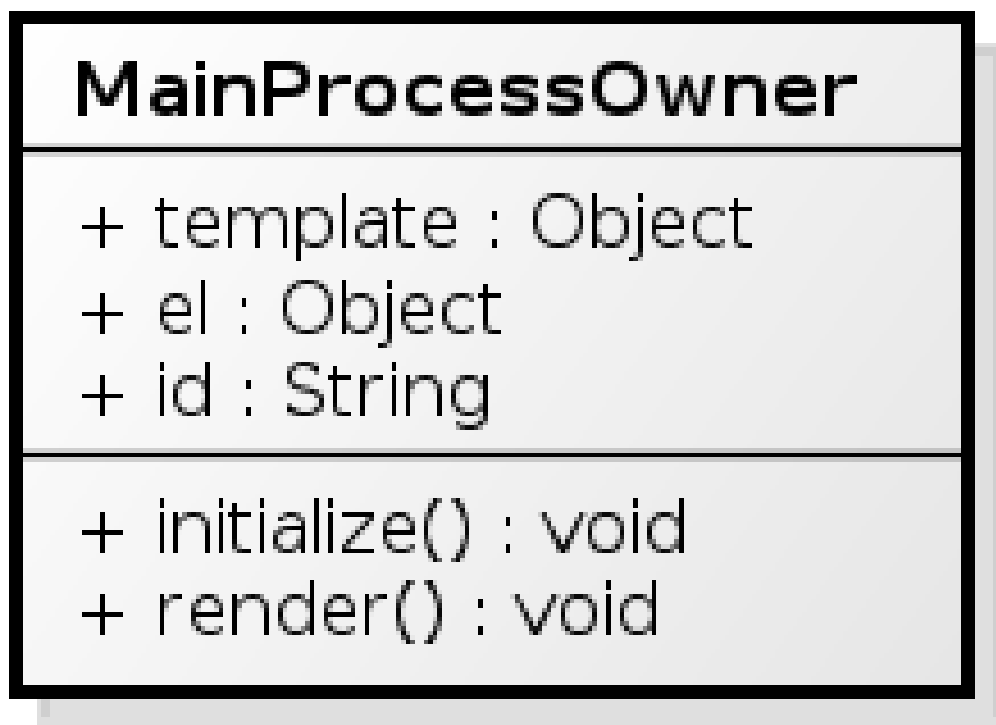 MainProcessOwner
+ template : Object
+ el : Object
+ id : String
+ initialize() : void
+ render() : void